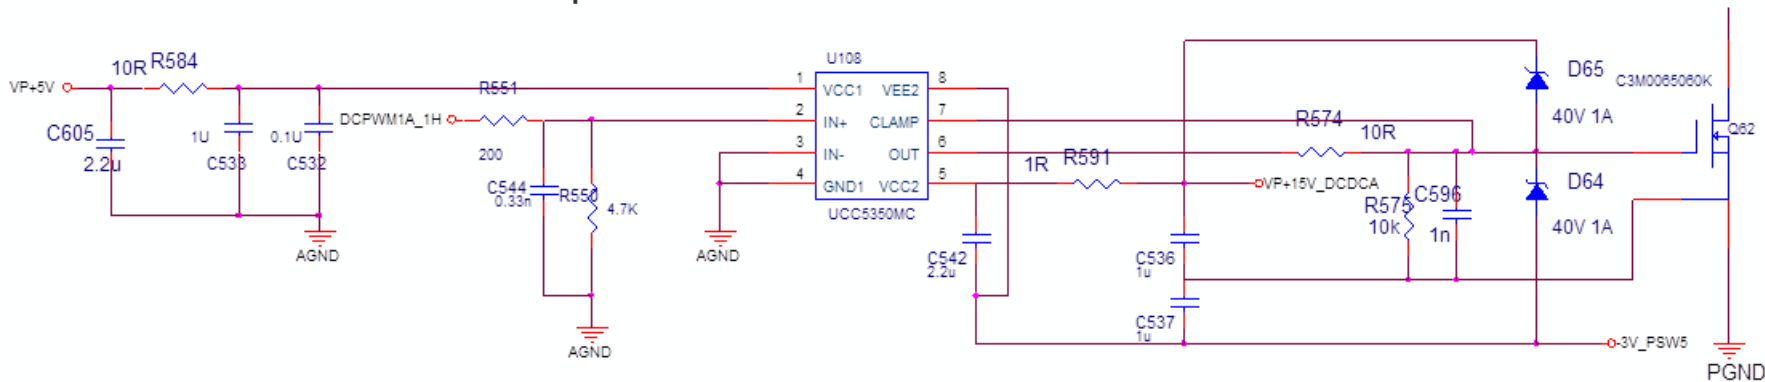 VP+5V
10R R584
C605
2.2u
1U
C533
0.1U
C532
AGND
DCPWM1A_1H
R551
200
C544
0.33n
R550
4.7K
AGND
U108
1 VCC1 VEE2 8
2 IN+ CLAMP 7
3 IN- OUT 6
4 GND1 VCC2 5
UCC5350MC
AGND
C542
2.2u
1R R591
VP+15V_DCDCA
C536
1u
C537
1u
R574
10R
R575
10k
C596
1n
D65
40V 1A
D64
40V 1A
C3M0065060K
Q62
-3V_PSW5
PGND